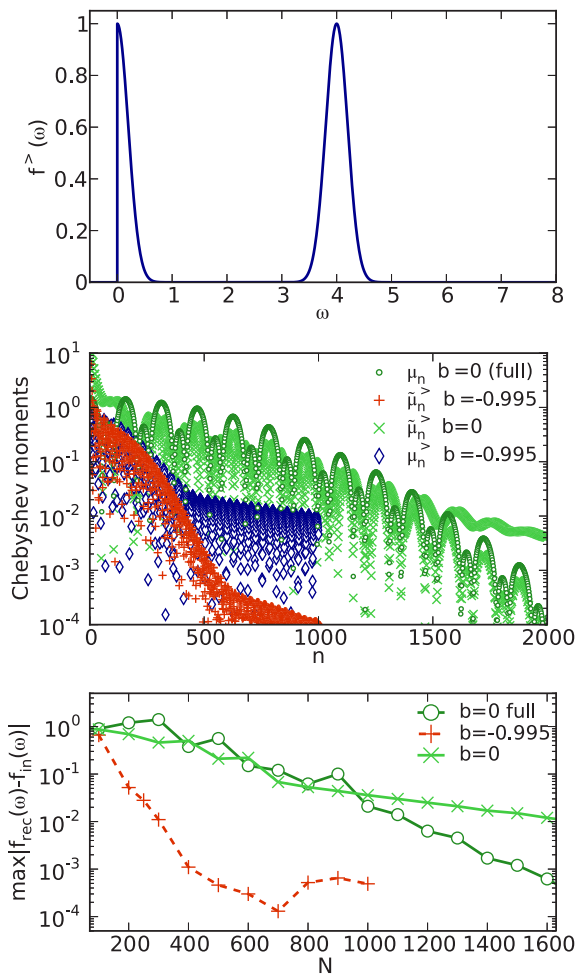 1
0.8
0.6
0.4
0.2
0
f^>(ω)
0 1 2 3 4 5 6 7 8
ω
10^1
10^0
10^-1
10^-2
10^-3
10^-4
Chebyshev moments
μ_n b=0 (full)
μ̃_n^> b=-0.995
μ̃_n^> b=0
μ_n^> b=-0.995
0 500 1000 1500 2000
n
10^0
10^-1
10^-2
10^-3
10^-4
max|f_rec(ω)-f_in(ω)|
b=0 full
b=-0.995
b=0
200 400 600 800 1000 1200 1400 1600
N